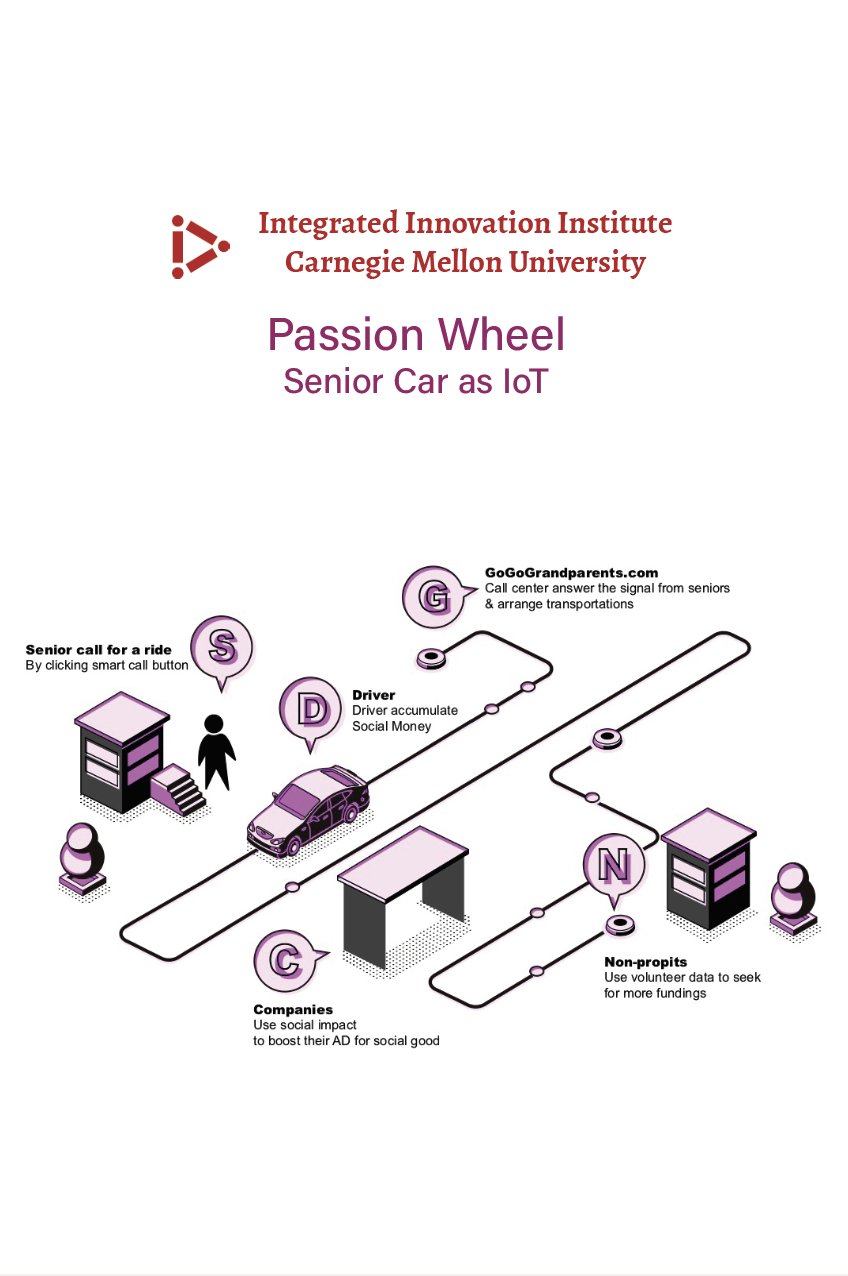 Integrated Innovation Institute
Carnegie Mellon University
Passion Wheel
Senior Car as IoT
G
GoGoGrandparents.com
Call center answer the signal from seniors
& arrange transportations
S
Senior call for a ride
By clicking smart call button
D
Driver
Driver accumulate
Social Money
N
Non-propits
Use volunteer data to seek
for more fundings
C
Companies
Use social impact
to boost their AD for social good